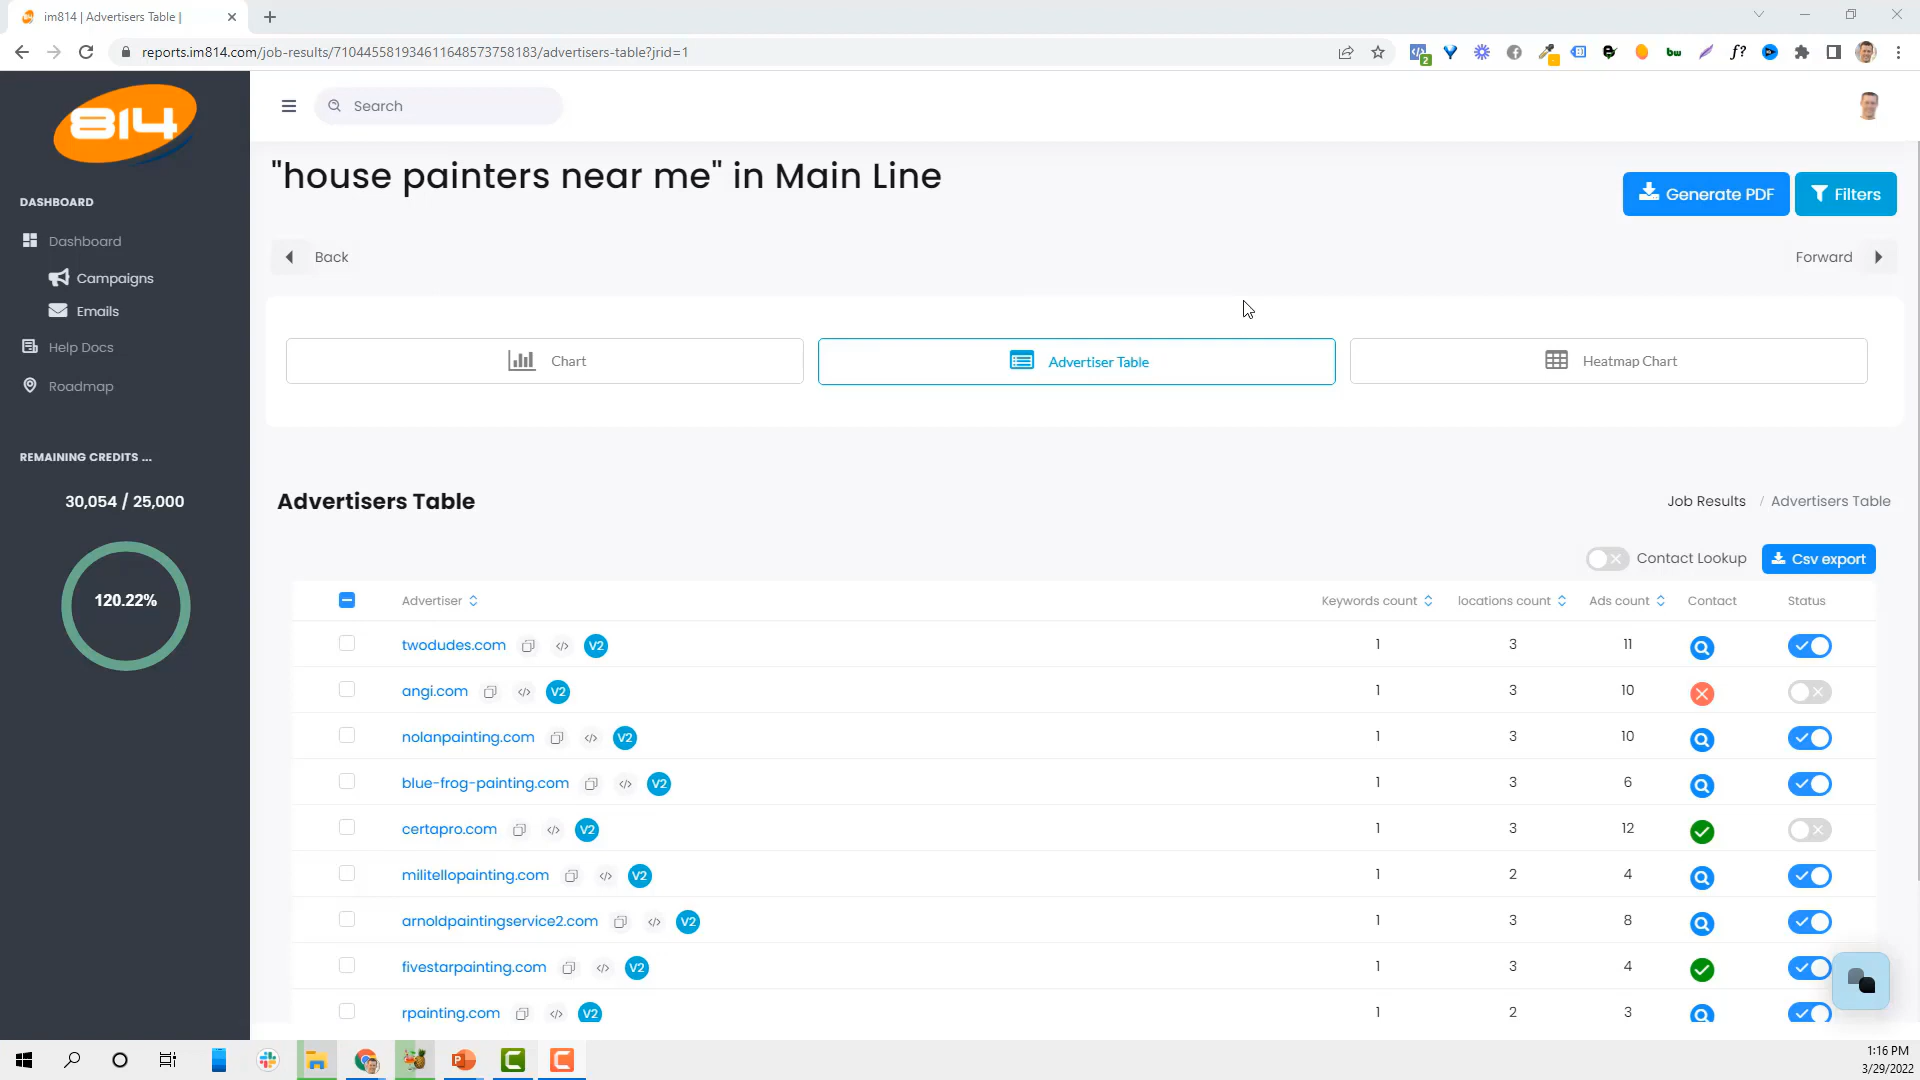 im814 | Advertisers Table |
reports.im814.com/job-results/710445581934611648573758183/advertisers-table?jrid=1
2
bw
f?
814
Search
DASHBOARD
Dashboard
Campaigns
Emails
Help Docs
Roadmap
REMAINING CREDITS ...
30,054 / 25,000
120.22%
"house painters near me" in Main Line
Generate PDF
Filters
Back
Forward
Chart
Advertiser Table
Heatmap Chart
Advertisers Table
Job Results / Advertisers Table
Contact Lookup
Csv export
Advertiser Keywords count locations count Ads count Contact Status
twodudes.com </> V2 1 3 11
angi.com </> V2 1 3 10
nolanpainting.com </> V2 1 3 10
blue-frog-painting.com </> V2 1 3 6
certapro.com </> V2 1 3 12
militellopainting.com </> V2 1 2 4
arnoldpaintingservice2.com </> V2 1 3 8
fivestarpainting.com </> V2 1 3 4
rpainting.com </> V2 1 2 3
1:16 PM
3/29/2022